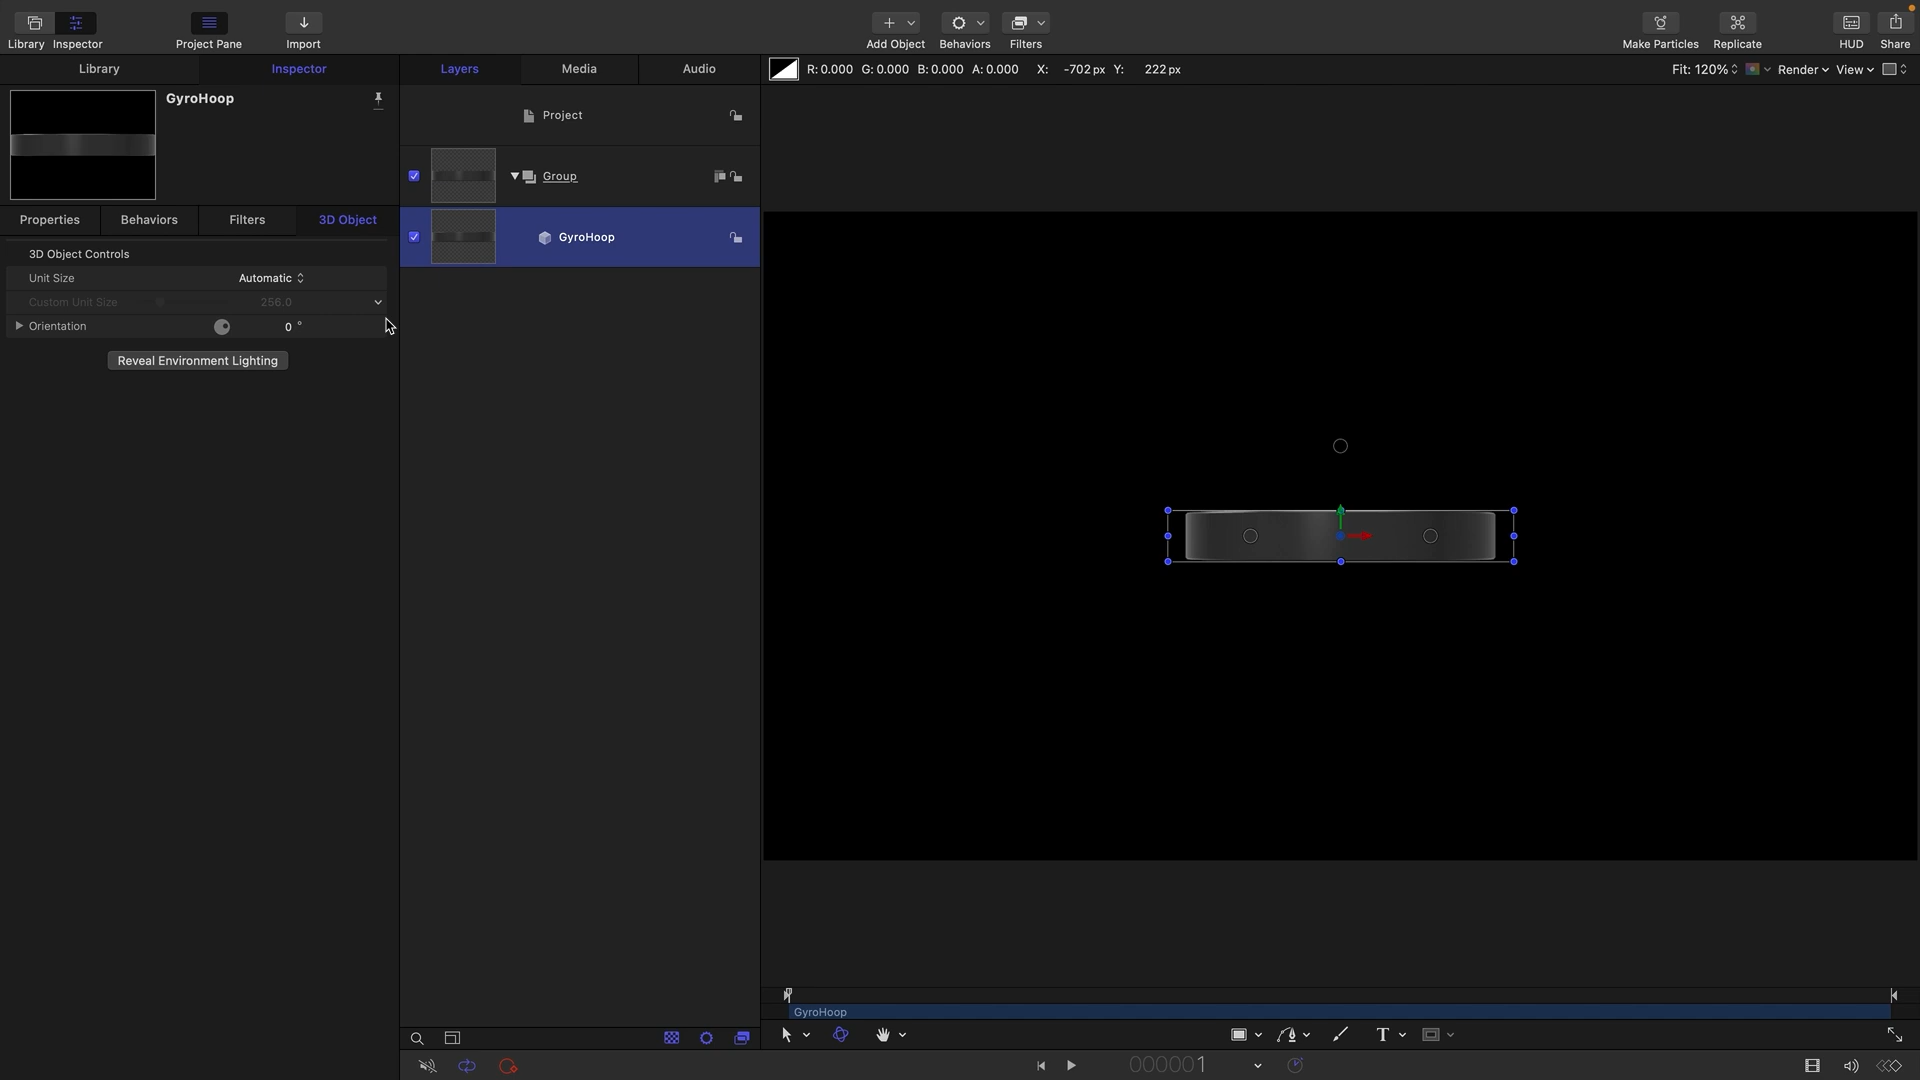 Library Inspector Project Pane Import Add Object Behaviors Filters Make Particles Replicate HUD Share
Library Inspector Layers Media Audio R: 0.000 G: 0.000 B: 0.000 A: 0.000 X: -702 px Y: 222 px Fit: 120% Render View
GyroHoop
Project
Group
Properties Behaviors Filters 3D Object
GyroHoop
3D Object Controls
Unit Size Automatic
Custom Unit Size 256.0
Orientation 0 °
Reveal Environment Lighting
GyroHoop
T
000001